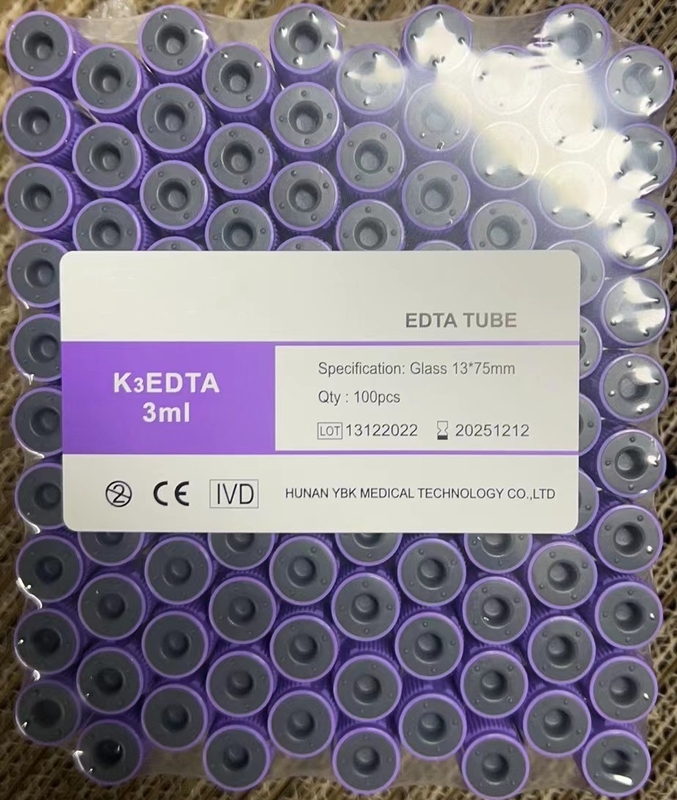 EDTA TUBE
K3EDTA
3ml
Specification: Glass 13*75mm
Qty : 100pcs
LOT 13122022 20251212
2 CE IVD HUNAN YBK MEDICAL TECHNOLOGY CO.,LTD